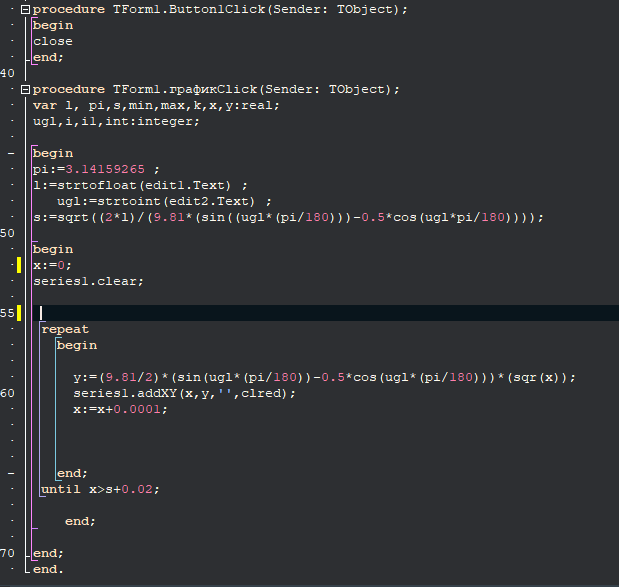 procedure TForm1.Button1Click(Sender: TObject);
begin
close
end;
40
procedure TForm1.графикClick(Sender: TObject);
var l, pi,s,min,max,k,x,y:real;
ugl,i,i1,int:integer;
begin
pi:=3.14159265 ;
l:=strtofloat(edit1.Text) ;
ugl:=strtoint(edit2.Text) ;
s:=sqrt((2*l)/(9.81*(sin((ugl*(pi/180)))-0.5*cos(ugl*pi/180))));
50
begin
x:=0;
series1.clear;
55
repeat
begin
y:=(9.81/2)*(sin(ugl*(pi/180))-0.5*cos(ugl*(pi/180)))*(sqr(x));
60 series1.addXY(x,y,'',clred);
x:=x+0.0001;
end;
until x>s+0.02;
end;
70 end;
end.